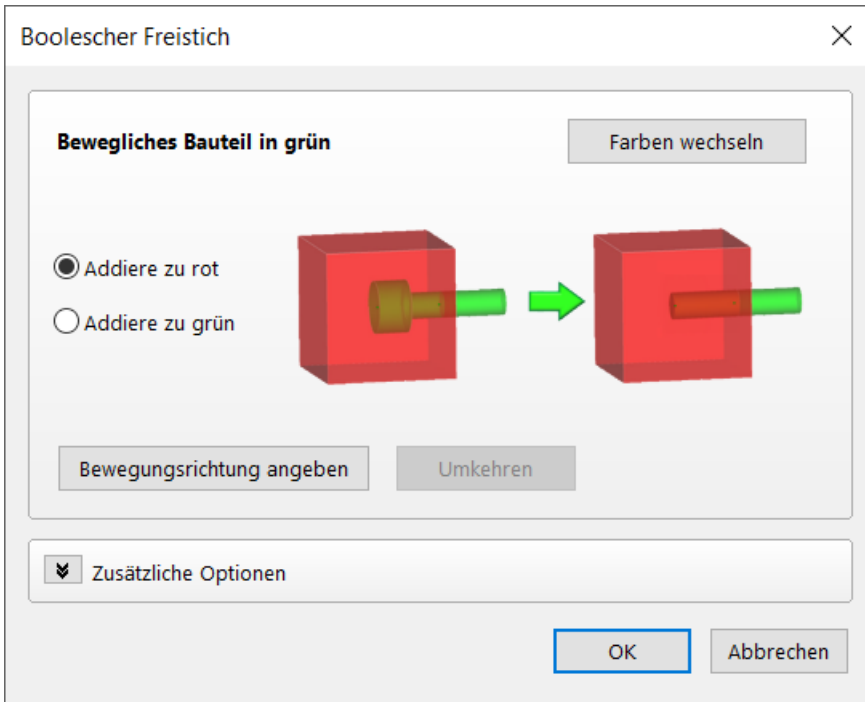 Boolescher Freistich
Bewegliches Bauteil in grün
Farben wechseln
Addiere zu rot
Addiere zu grün
Bewegungsrichtung angeben
Umkehren
Zusätzliche Optionen
OK
Abbrechen